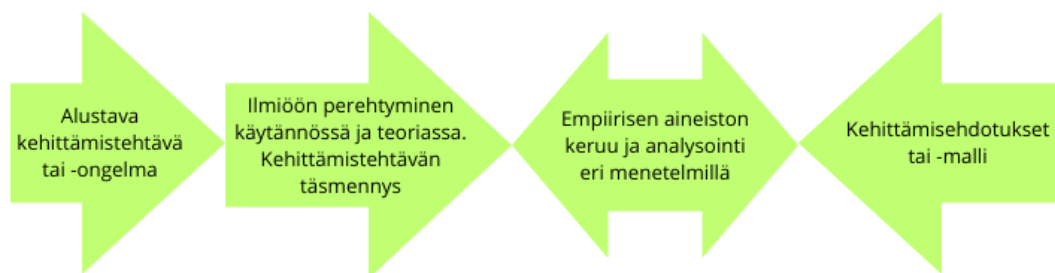 Alustava
kehittämistehtävä
tai -ongelma
Ilmiöön perehtyminen
käytännössä ja teoriassa.
Kehittämistehtävän
täsmennys
Empiirisen aineiston
keruu ja analysointi
eri menetelmillä
Kehittämisehdotukset
tai -malli